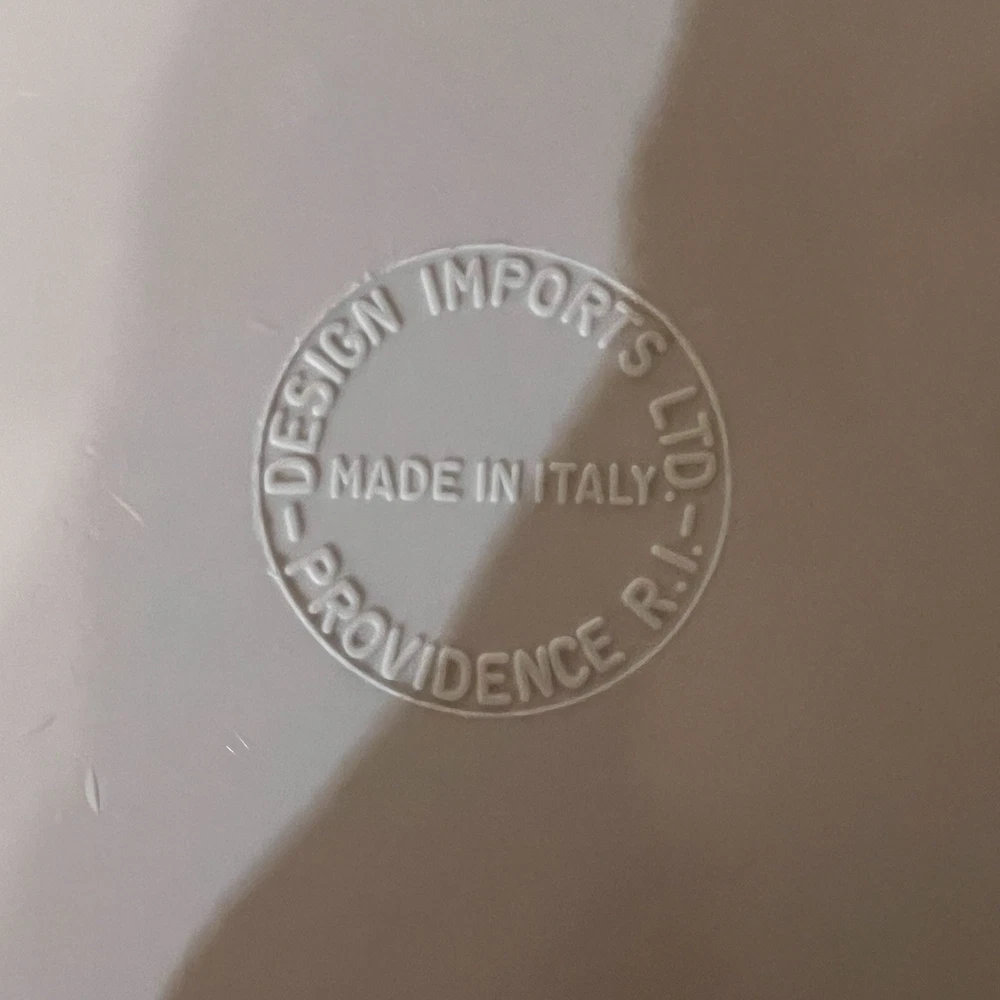 DESIGN IMPORTS LTD.
MADE IN ITALY
-PROVIDENCE R.I.-